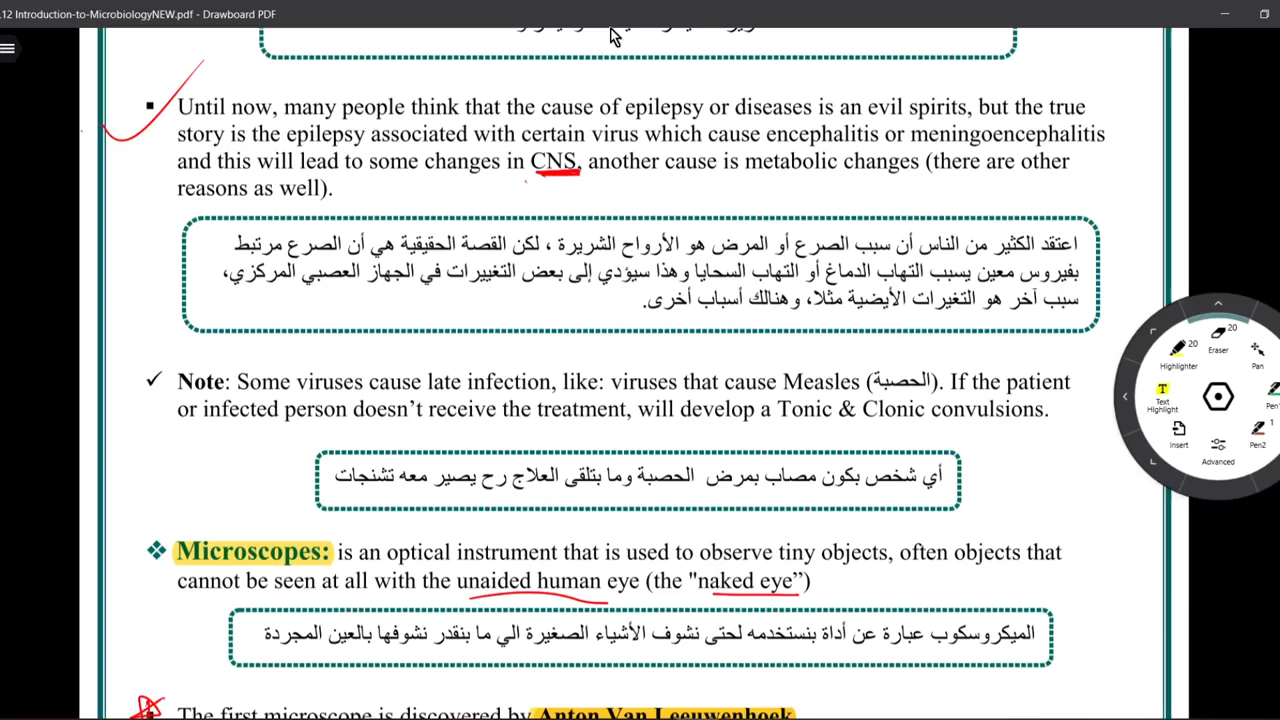 .12 Introduction-to-MicrobiologyNEW.pdf - Drawboard PDF
▪ Until now, many people think that the cause of epilepsy or diseases is an evil spirits, but the true
story is the epilepsy associated with certain virus which cause encephalitis or meningoencephalitis
and this will lead to some changes in CNS, another cause is metabolic changes (there are other
reasons as well).
اعتقد الكثير من الناس أن سبب الصرع أو المرض هو الأرواح الشريرة ، لكن القصة الحقيقية هي أن الصرع مرتبط
بفيروس معين يسبب التهاب الدماغ أو التهاب السحايا وهذا سيؤدي إلى بعض التغييرات في الجهاز العصبي المركزي،
سبب آخر هو التغيرات الأيضية مثلا، وهنالك أسباب أخرى.
✓ Note: Some viruses cause late infection, like: viruses that cause Measles (الحصبة). If the patient
or infected person doesn’t receive the treatment, will develop a Tonic & Clonic convulsions.
أي شخص بكون مصاب بمرض الحصبة وما بتلقى العلاج رح يصير معه تشنجات
❖ Microscopes: is an optical instrument that is used to observe tiny objects, often objects that
cannot be seen at all with the unaided human eye (the "naked eye”)
الميكروسكوب عبارة عن أداة بنستخدمه لحتى نشوف الأشياء الصغيرة الي ما بنقدر نشوفها بالعين المجردة
The first microscope is discovered by Anton Van Leeuwenhoek
20
Eraser
20
Highlighter
Pan
T
Text
Highlight
Pen1
Insert
1
Pen2
Advanced